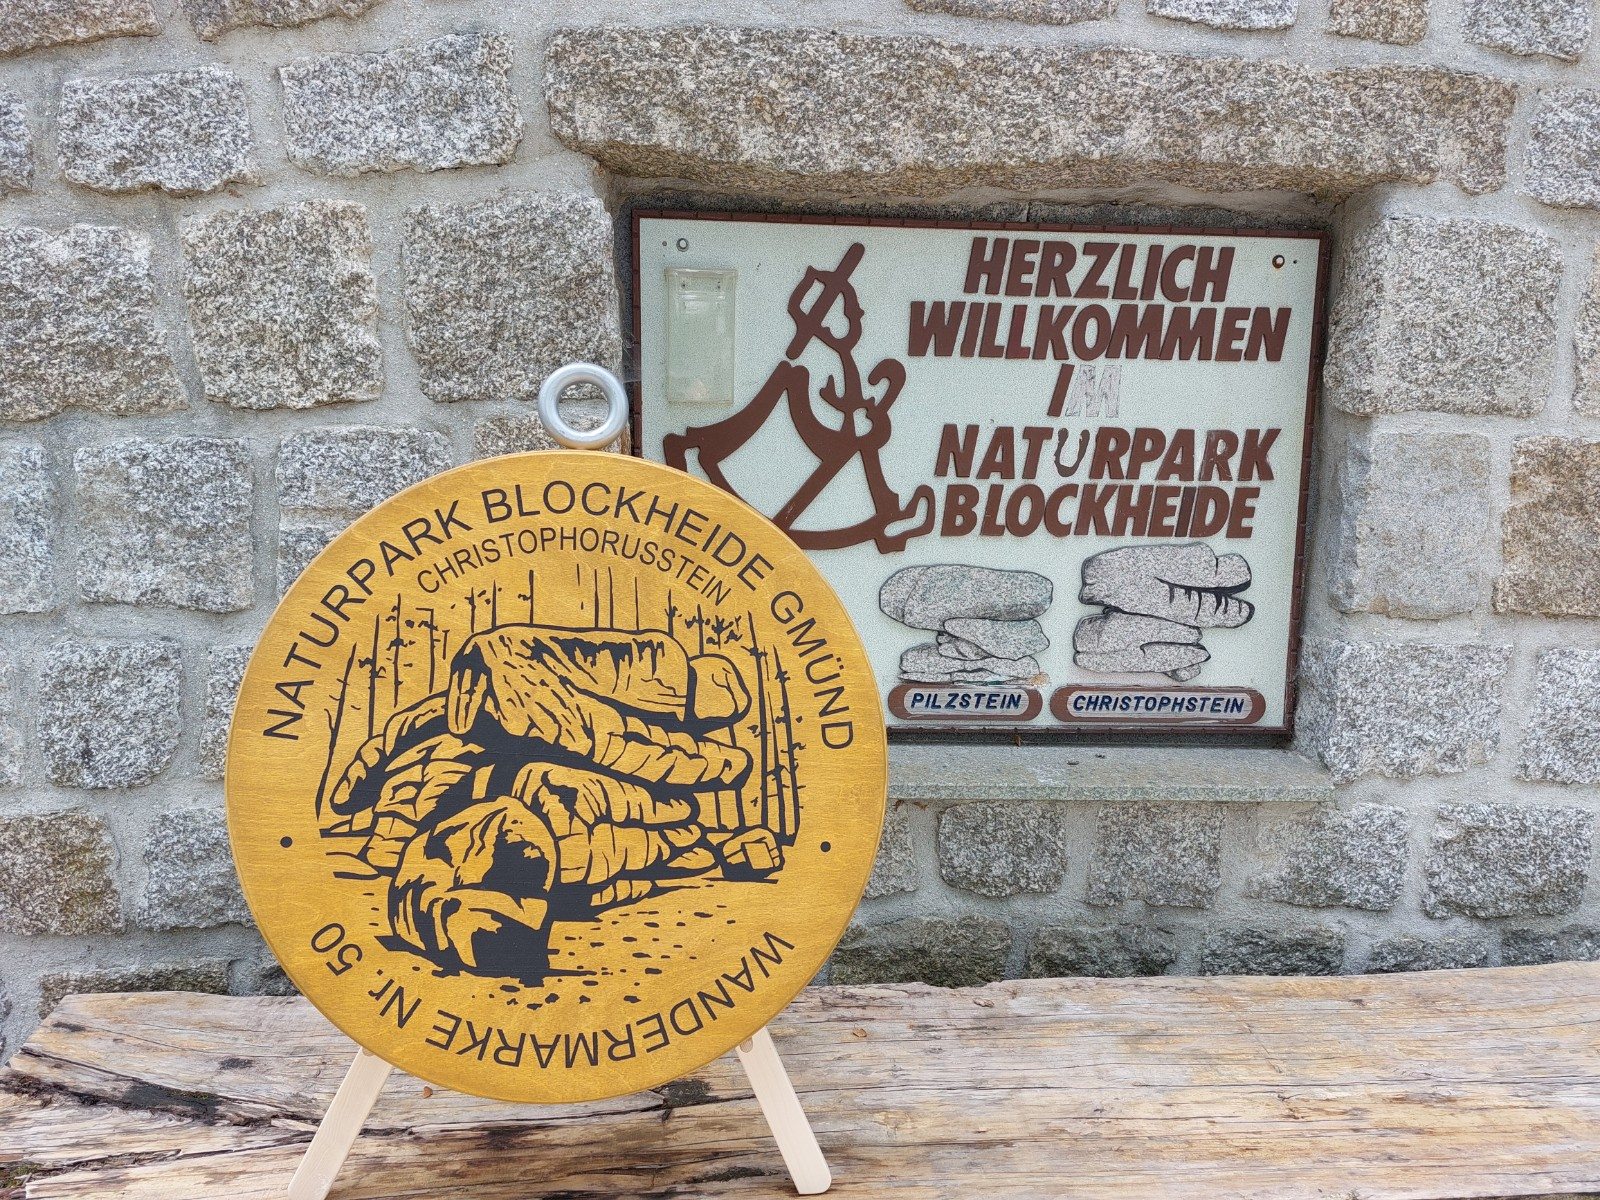 NATURPARK BLOCKHEIDE GMÜND
CHRISTOPHORUSSTEIN
WANDERMARKE Nr. 50
HERZLICH
WILLKOMMEN
IM
NATURPARK
BLOCKHEIDE
PILZSTEIN
CHRISTOPHSTEIN